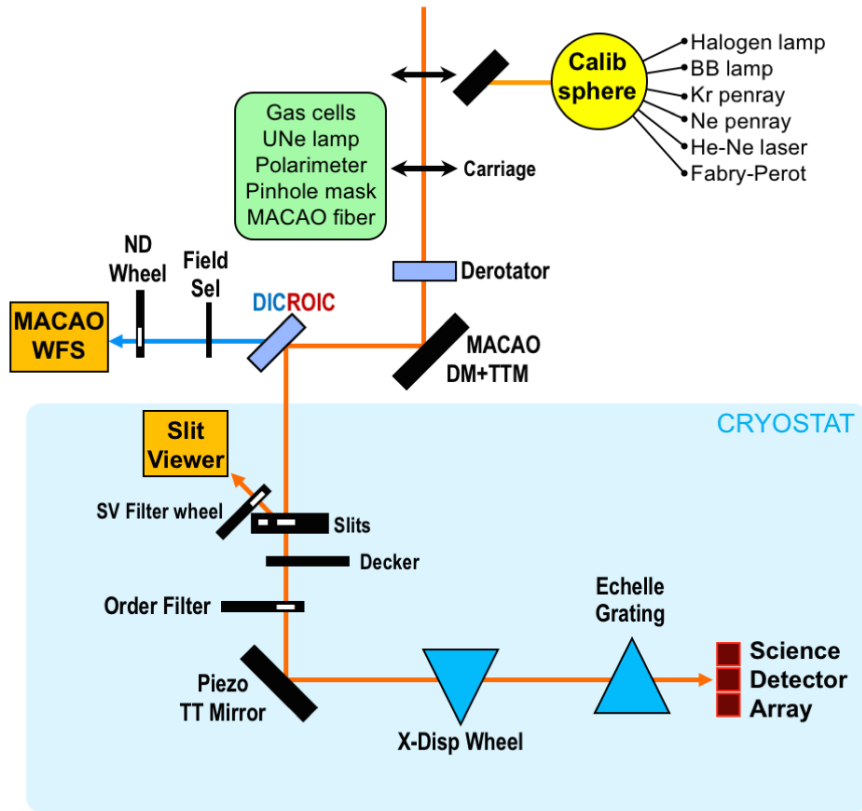 Calib
sphere
Halogen lamp
BB lamp
Kr penray
Ne penray
He-Ne laser
Fabry-Perot
Gas cells
UNe lamp
Polarimeter
Pinhole mask
MACAO fiber
Carriage
Derotator
ND
Wheel
Field
Sel
DICROIC
MACAO
WFS
MACAO
DM+TTM
CRYOSTAT
Slit
Viewer
SV Filter wheel
Slits
Decker
Order Filter
Echelle
Grating
Science
Detector
Array
Piezo
TT Mirror
X-Disp Wheel